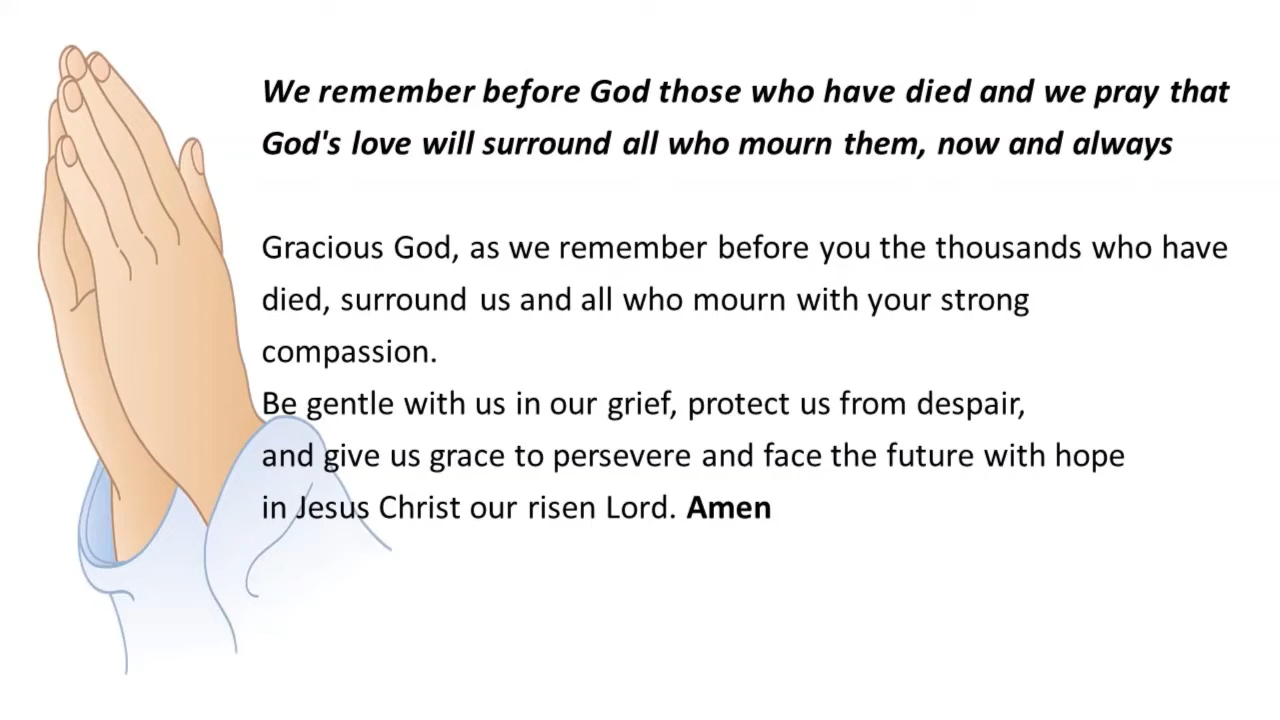 We remember before God those who have died and we pray that
God's love will surround all who mourn them, now and always
Gracious God, as we remember before you the thousands who have
died, surround us and all who mourn with your strong
compassion.
Be gentle with us in our grief, protect us from despair,
and give us grace to persevere and face the future with hope
in Jesus Christ our risen Lord. Amen